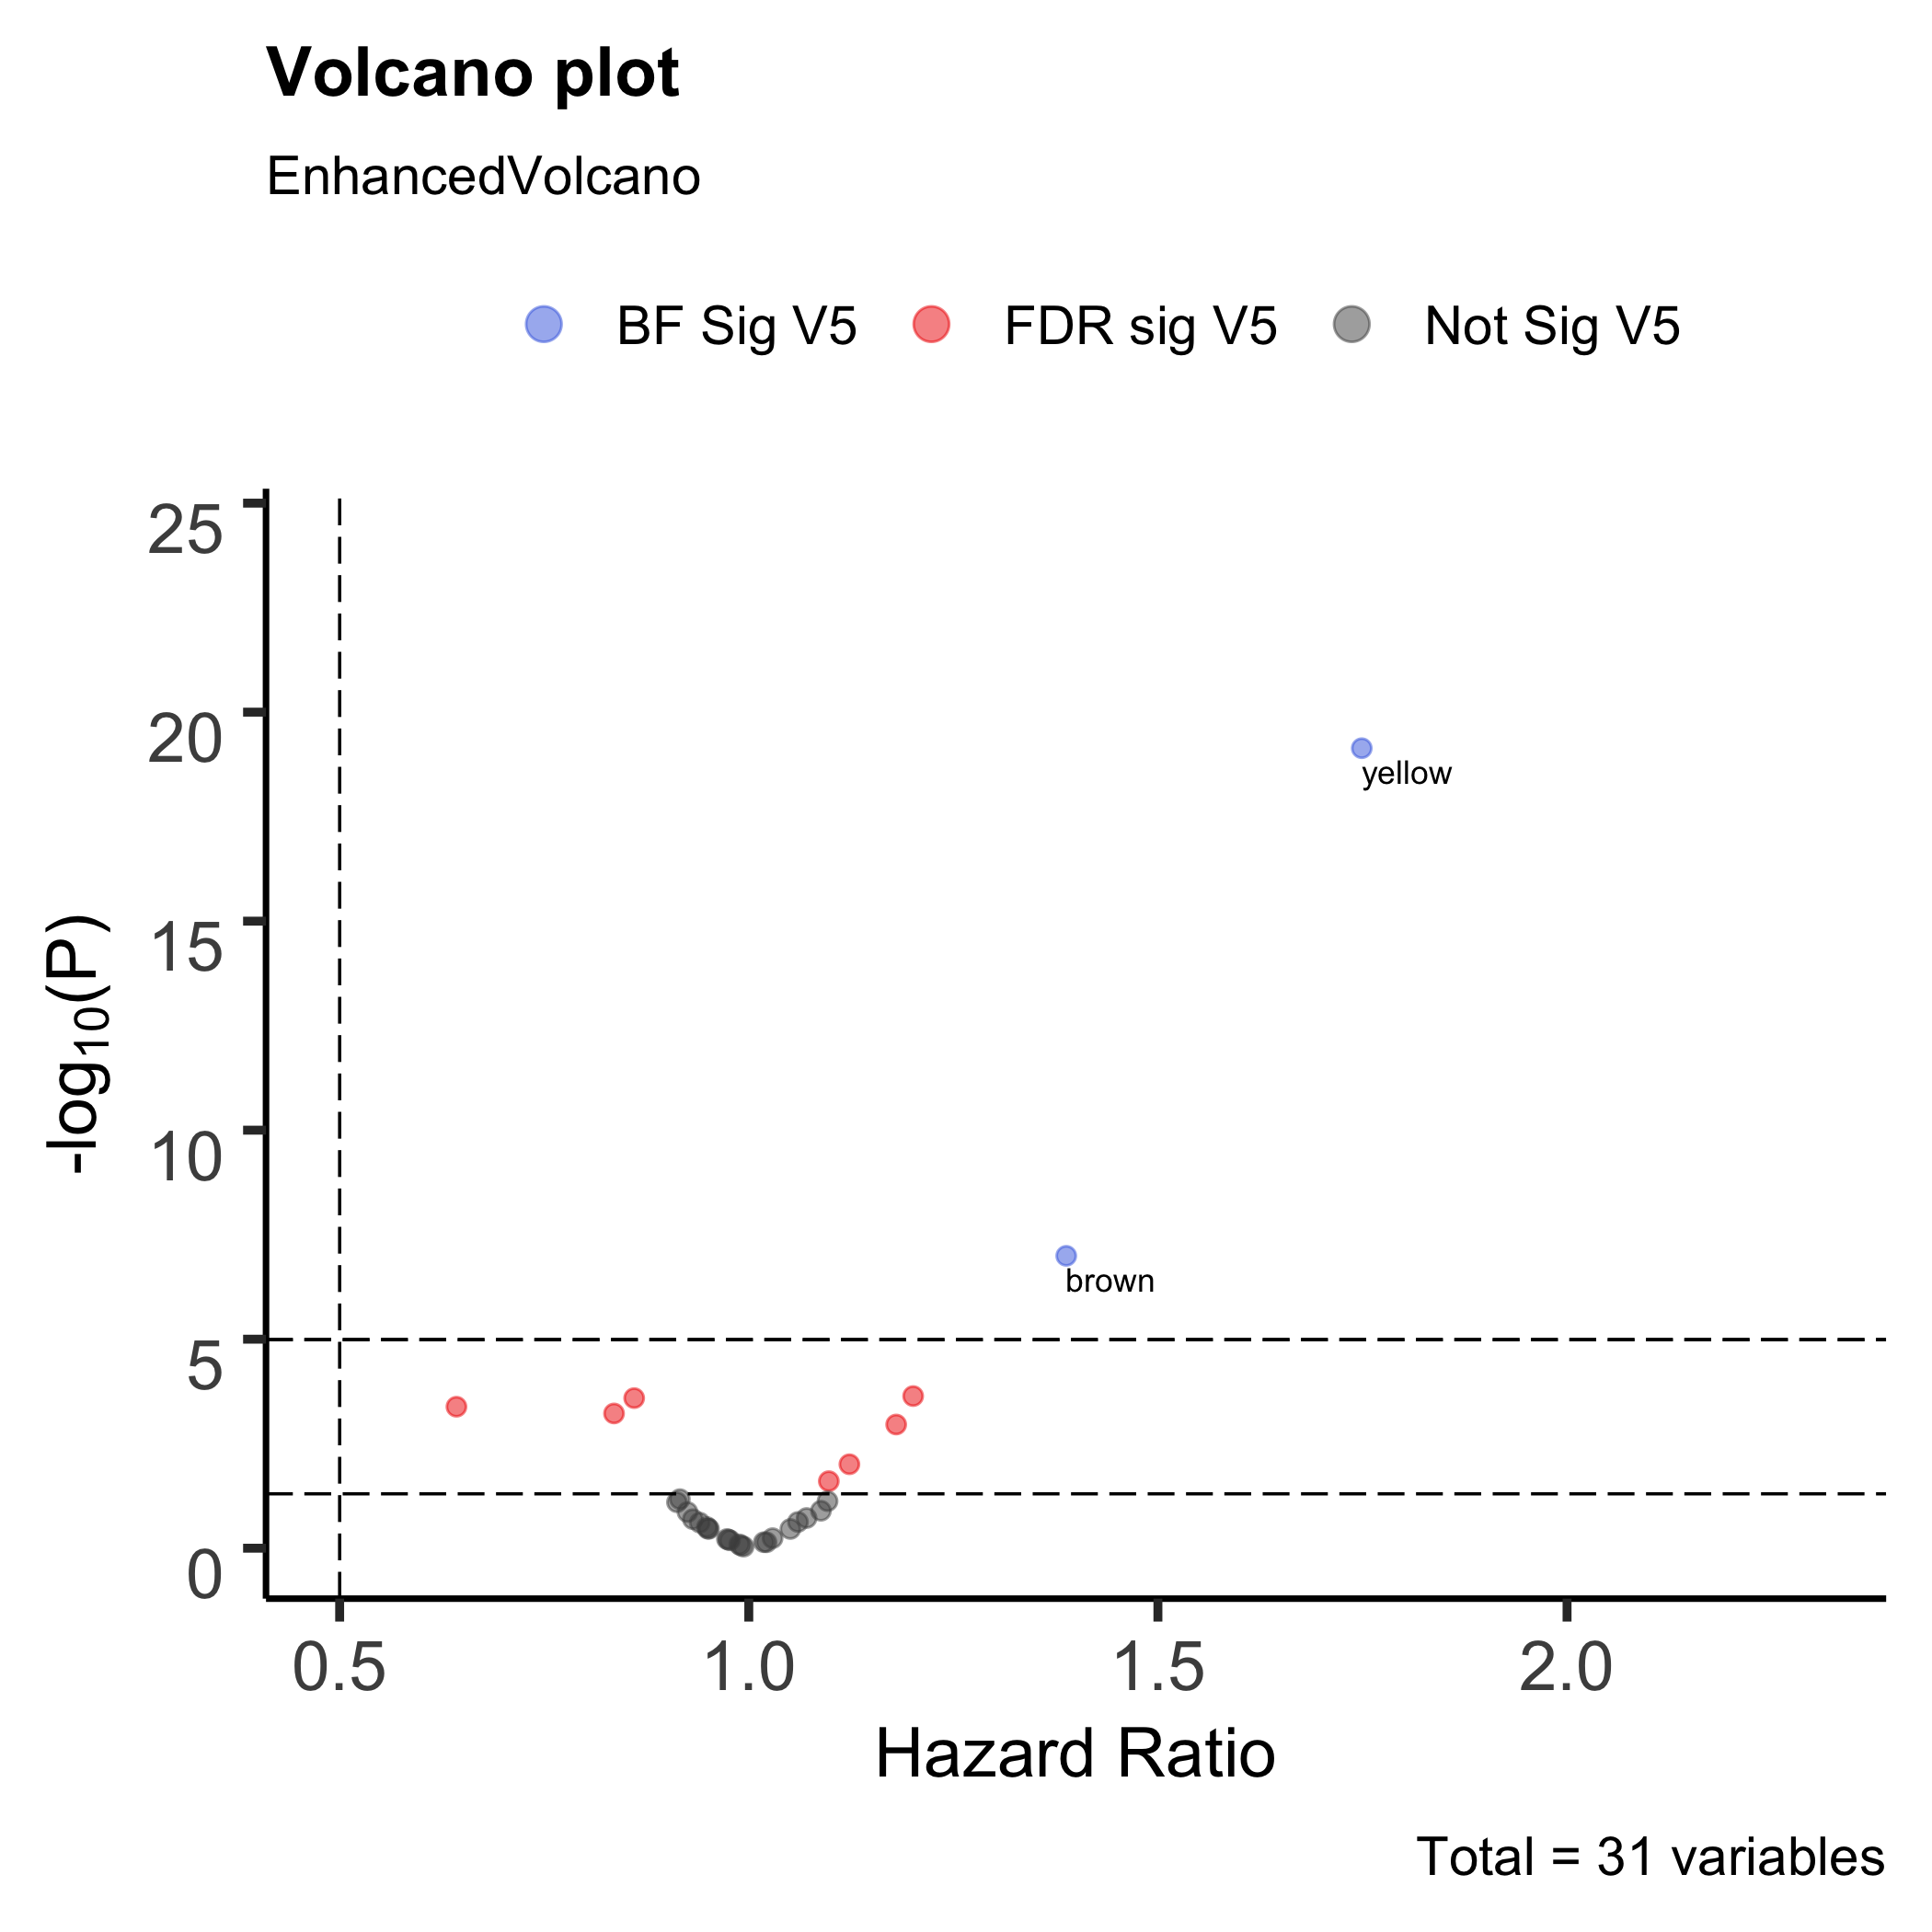 Volcano plot
EnhancedVolcano
BF Sig V5 FDR sig V5 Not Sig V5
25
20
15
10
5
0
-log₁₀(P)
yellow
brown
0.5 1.0 1.5 2.0
Hazard Ratio
Total = 31 variables